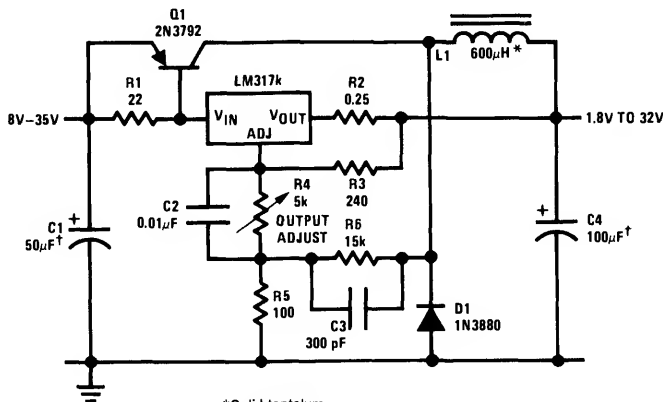 Q1
2N3792
L1
600μH*
R1
22
LM317k
VIN
VOUT
ADJ
R2
0.25
8V–35V
1.8V TO 32V
R3
240
C2
0.01μF
R4
5k
OUTPUT
ADJUST
C1
50μF†
+
R6
15k
+
C4
100μF†
R5
100
C3
300 pF
D1
1N3880